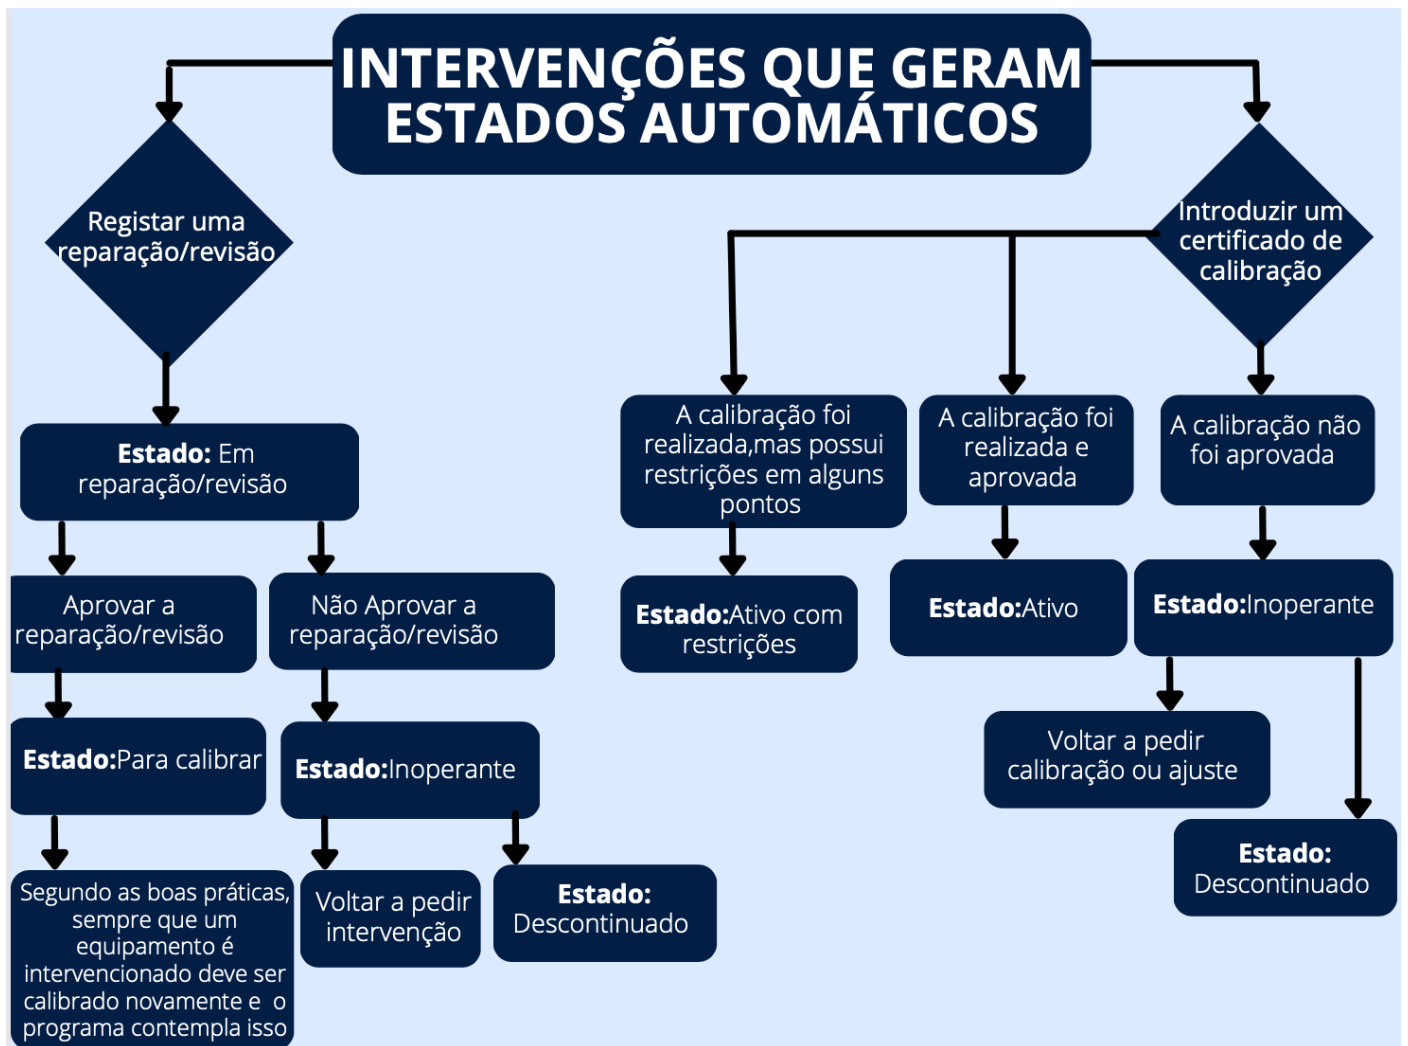 INTERVENÇÕES QUE GERAM
ESTADOS AUTOMÁTICOS
Registar uma
reparação/revisão
Estado: Em
reparação/revisão
Aprovar a
reparação/revisão
Não Aprovar a
reparação/revisão
Estado:Para calibrar
Estado:Inoperante
Segundo as boas práticas,
sempre que um
equipamento é
intervencionado deve ser
calibrado novamente e o
programa contempla isso
Voltar a pedir
intervenção
Estado:
Descontinuado
Introduzir um
certificado de
calibração
A calibração foi
realizada,mas possui
restrições em alguns
pontos
A calibração foi
realizada e
aprovada
A calibração não
foi aprovada
Estado:Ativo com
restrições
Estado:Ativo
Estado:Inoperante
Voltar a pedir
calibração ou ajuste
Estado:
Descontinuado